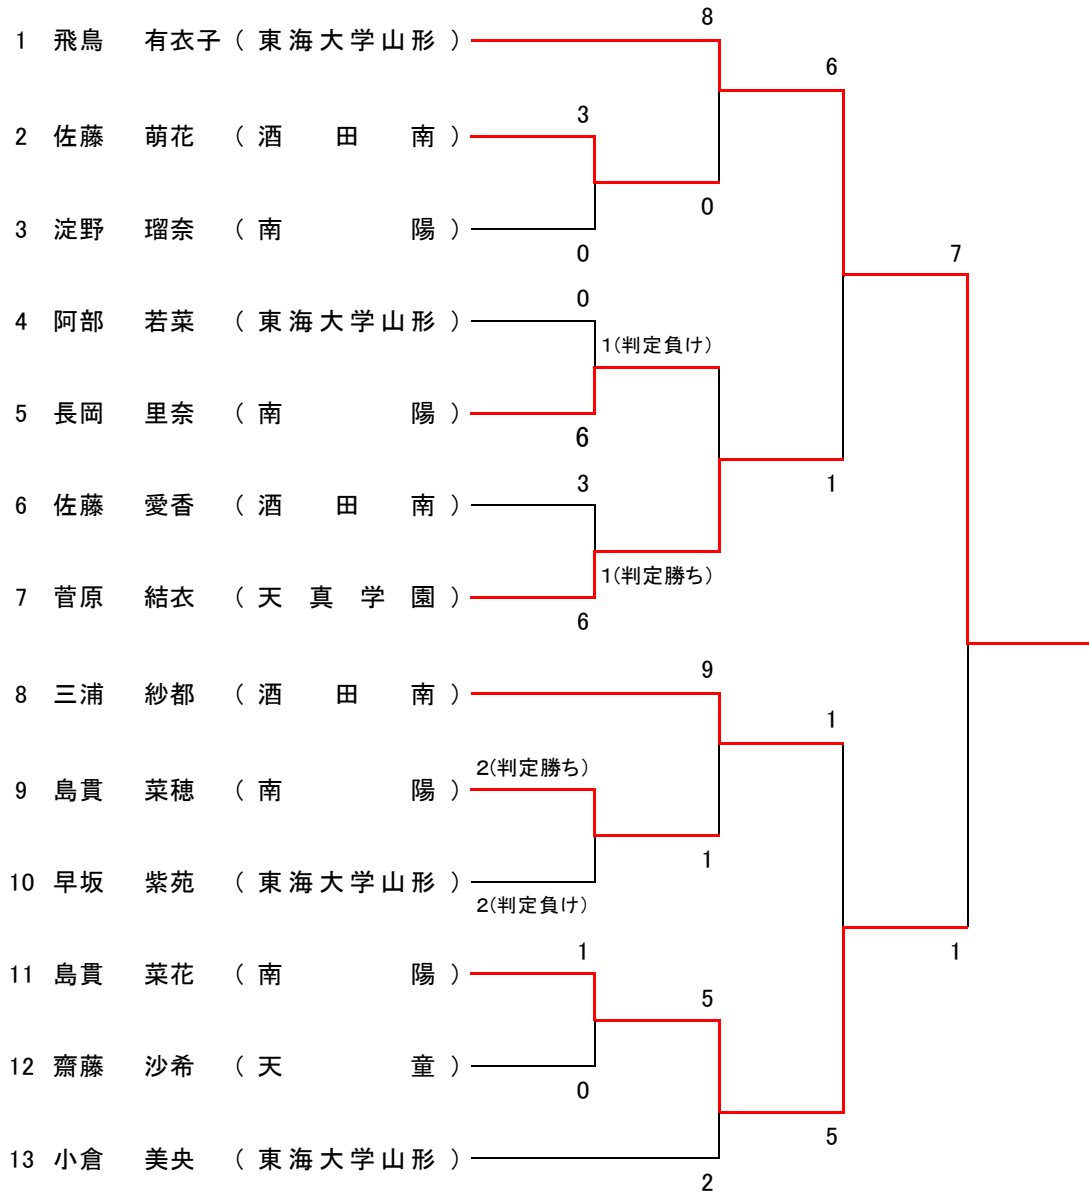 8
1 飛鳥 有衣子 ( 東海大学山形 )
6
3
2 佐藤 萌花 ( 酒田南 )
0
3 淀野 瑠奈 ( 南陽 )
0
7
0
4 阿部 若菜 ( 東海大学山形 )
1(判定負け)
5 長岡 里奈 ( 南陽 )
6
3
1
6 佐藤 愛香 ( 酒田南 )
1(判定勝ち)
7 菅原 結衣 ( 天真学園 )
6
9
8 三浦 紗都 ( 酒田南 )
1
2(判定勝ち)
9 島貫 菜穂 ( 南陽 )
1
10 早坂 紫苑 ( 東海大学山形 )
2(判定負け)
1
1
11 島貫 菜花 ( 南陽 )
5
12 齋藤 沙希 ( 天童 )
0
5
13 小倉 美央 ( 東海大学山形 )
2